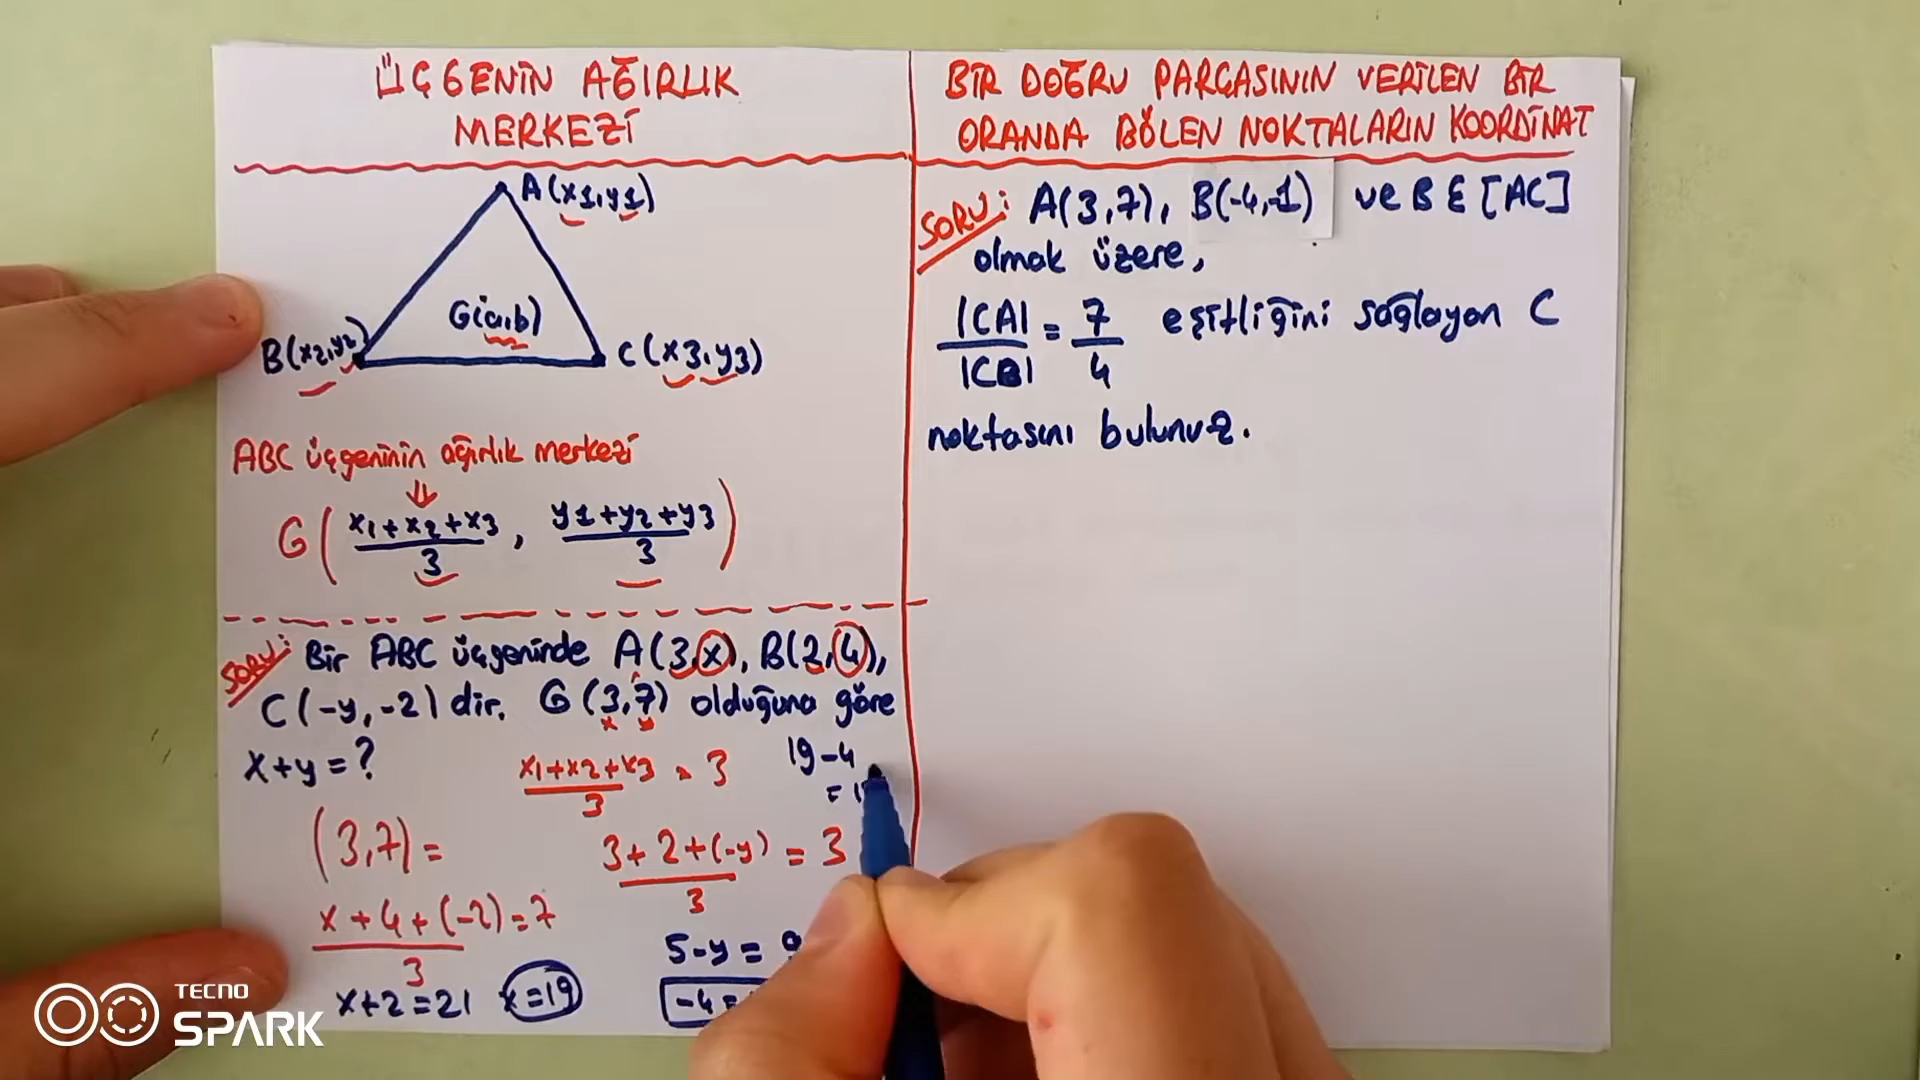 ÜÇGENİN AĞIRLIK
MERKEZİ
A(x1,y1)
G(a,b)
B(x2,y2)
C(x3,y3)
ABC üçgeninin ağırlık merkezi
⇓
G(x1+x2+x3/3, y1+y2+y3/3)
SORU: Bir ABC üçgeninde A(3,x), B(2,4),
C(-y,-2) dir. G(3,7) olduğuna göre
x y
x+y=?
x1+x2+x3/3 = 3
19-4
(3,7)=
3+2+(-y)/3 = 3
x+4+(-2)/3=7
5-y=
x+2=21 x=19
-4=
BİR DOĞRU PARÇASININ VERİLEN BİR
ORANDA BÖLEN NOKTALARIN KOORDİNAT
SORU: A(3,7), B(-4,-1) ve B∈[AC]
olmak üzere,
|CA|/|CB| = 7/4 eşitliğini sağlayan C
noktasını bulunuz.
TECNO
SPARK